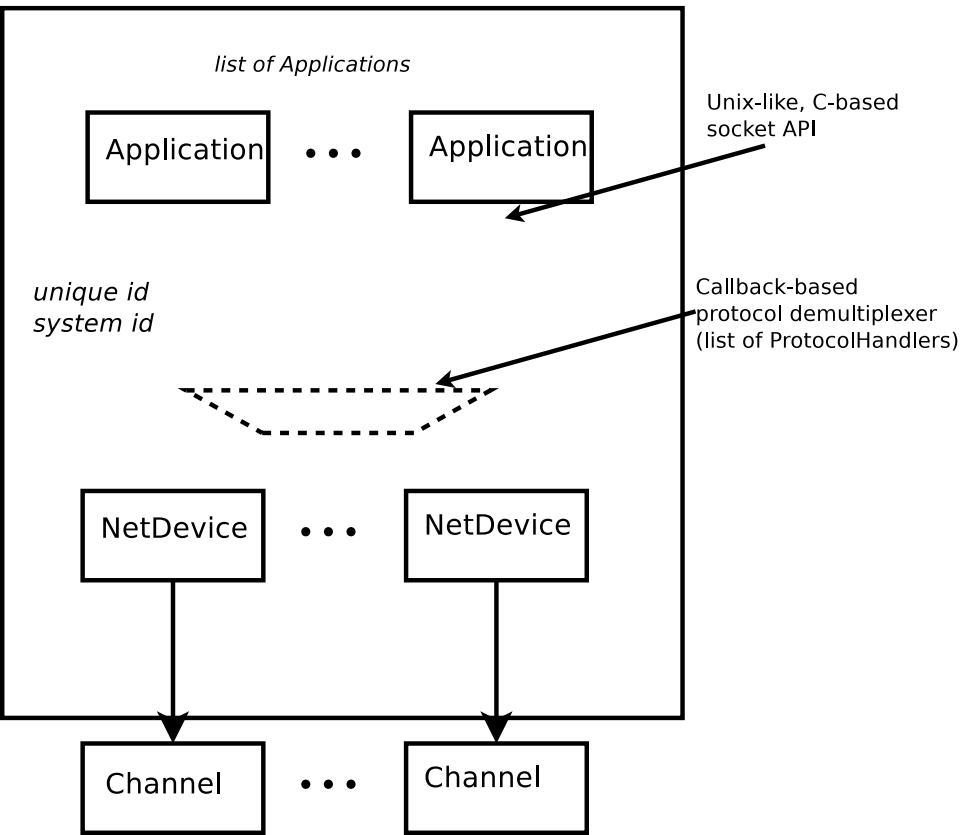 list of Applications
Unix-like, C-based
socket API
Application
Application
unique id
system id
Callback-based
protocol demultiplexer
(list of ProtocolHandlers)
NetDevice
NetDevice
Channel
Channel